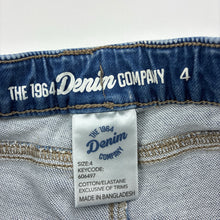 THE 1964 Denim COMPANY 4
THE 1964
Denim
COMPANY
SIZE:4
KEYCODE:
606497
COTTON/ELASTANE
EXCLUSIVE OF TRIMS
MADE IN BANGLADESH